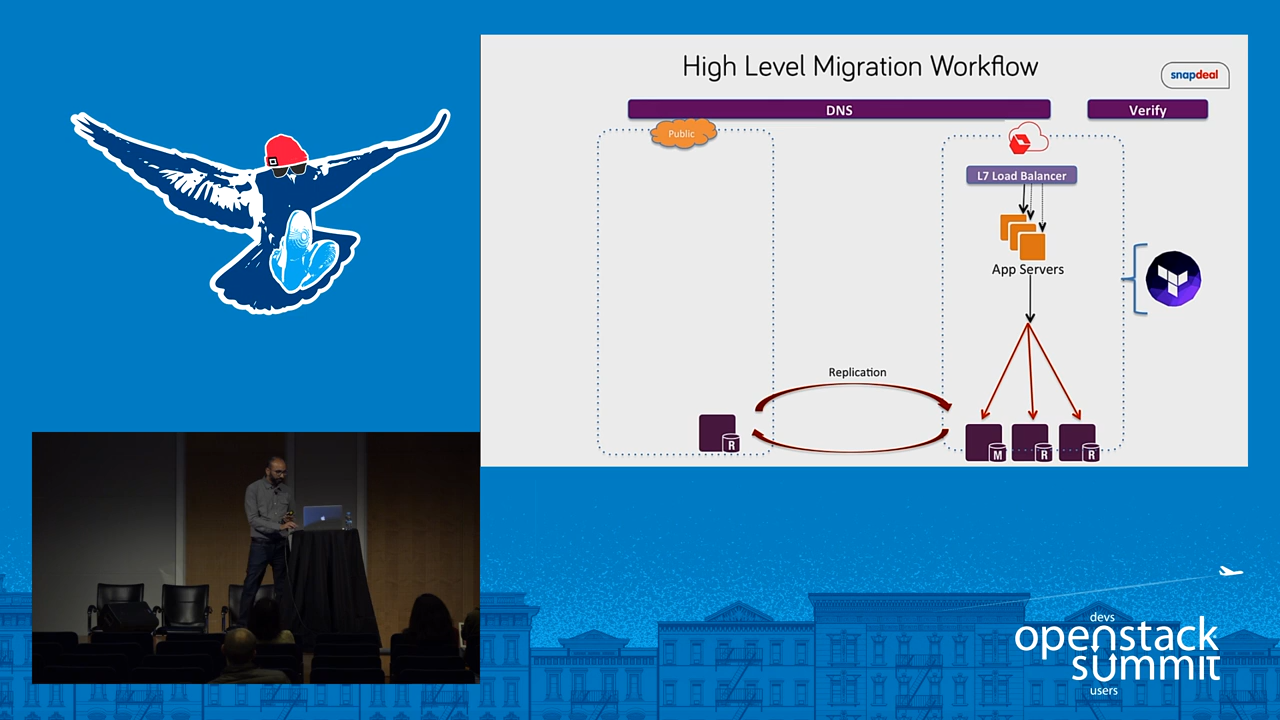 High Level Migration Workflow
snapdeal
DNS
Verify
Public
L7 Load Balancer
App Servers
Replication
R
M
R
R
devs
openstack
summit
users